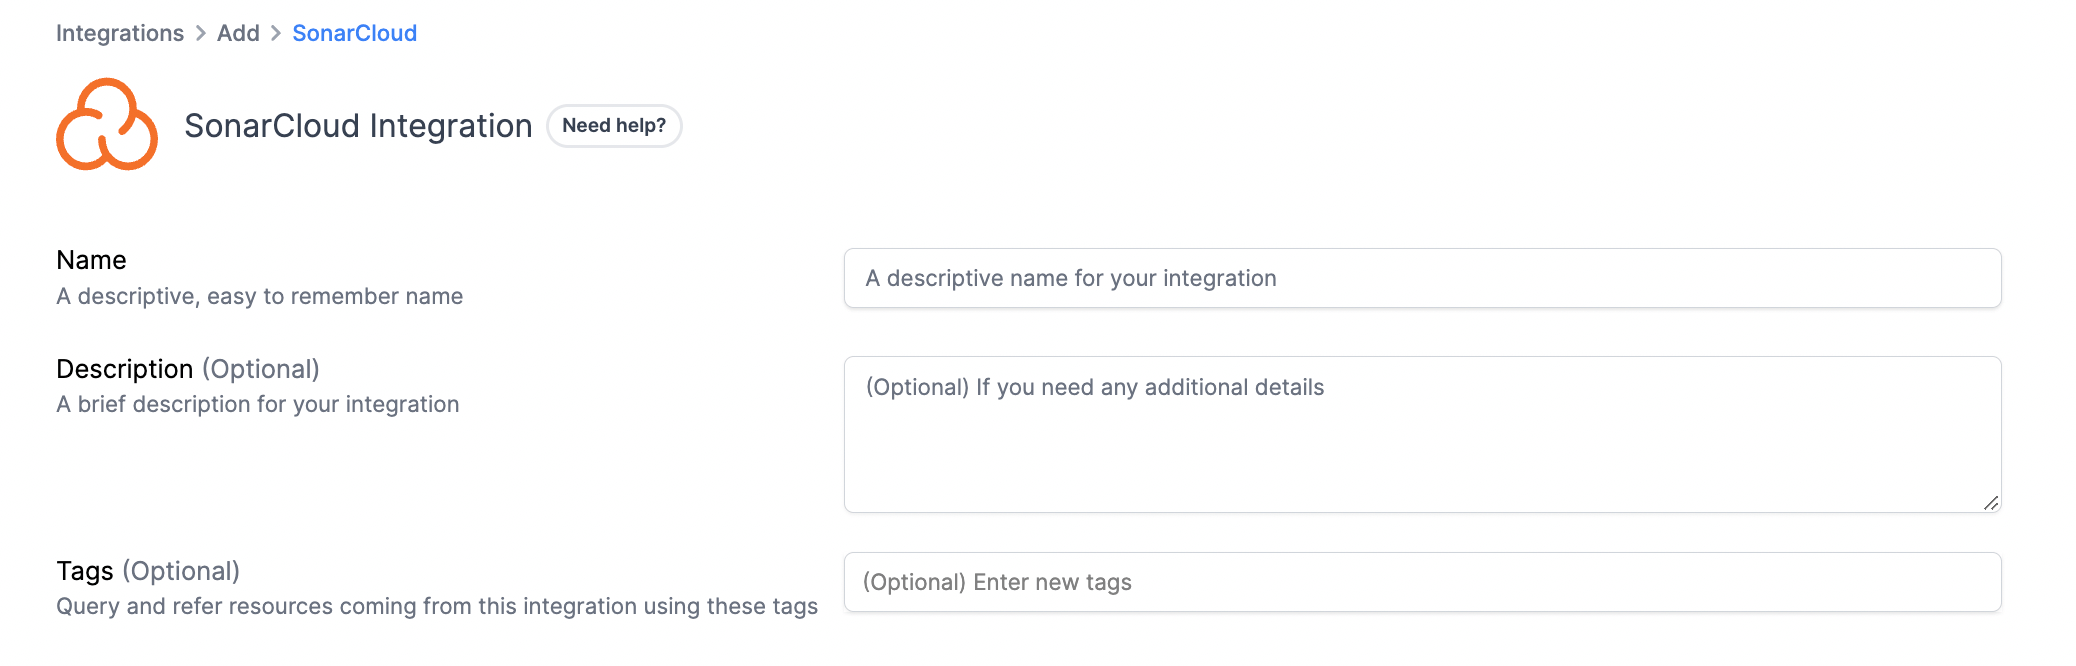 Integrations > Add > SonarCloud
SonarCloud Integration Need help?
Name
A descriptive, easy to remember name
A descriptive name for your integration
Description (Optional)
A brief description for your integration
(Optional) If you need any additional details
Tags (Optional)
Query and refer resources coming from this integration using these tags
(Optional) Enter new tags